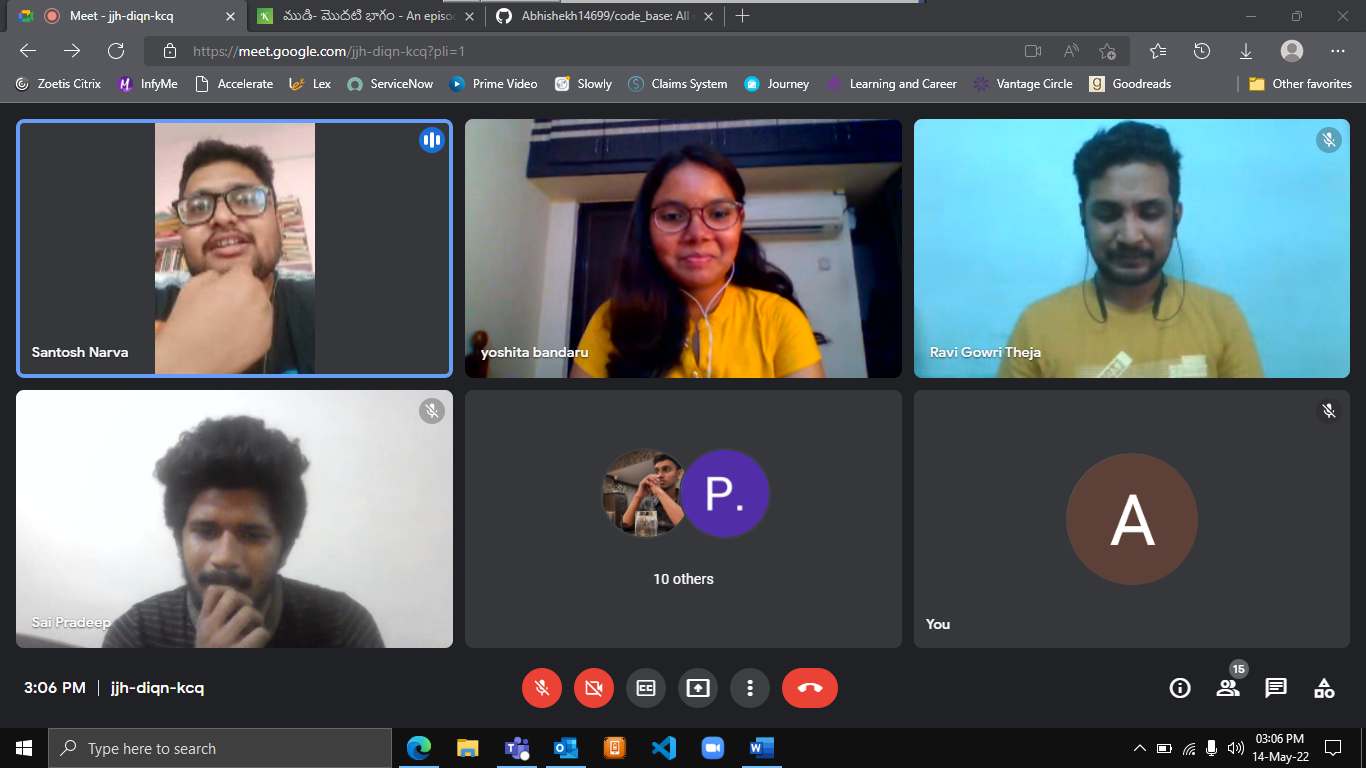 Meet - jjh-diqn-kcq
ముడి- మొదటి భాగం - An episod
Abhishekh14699/code_base: All
https://meet.google.com/jjh-diqn-kcq?pli=1
Zoetis Citrix
InfyMe
Accelerate
Lex
ServiceNow
Prime Video
Slowly
Claims System
Journey
Learning and Career
Vantage Circle
Goodreads
Other favorites
Santosh Narva
yoshita bandaru
Ravi Gowri Theja
Sai Pradeep
P.
10 others
A
You
3:06 PM | jjh-diqn-kcq
15
Type here to search
03:06 PM
14-May-22